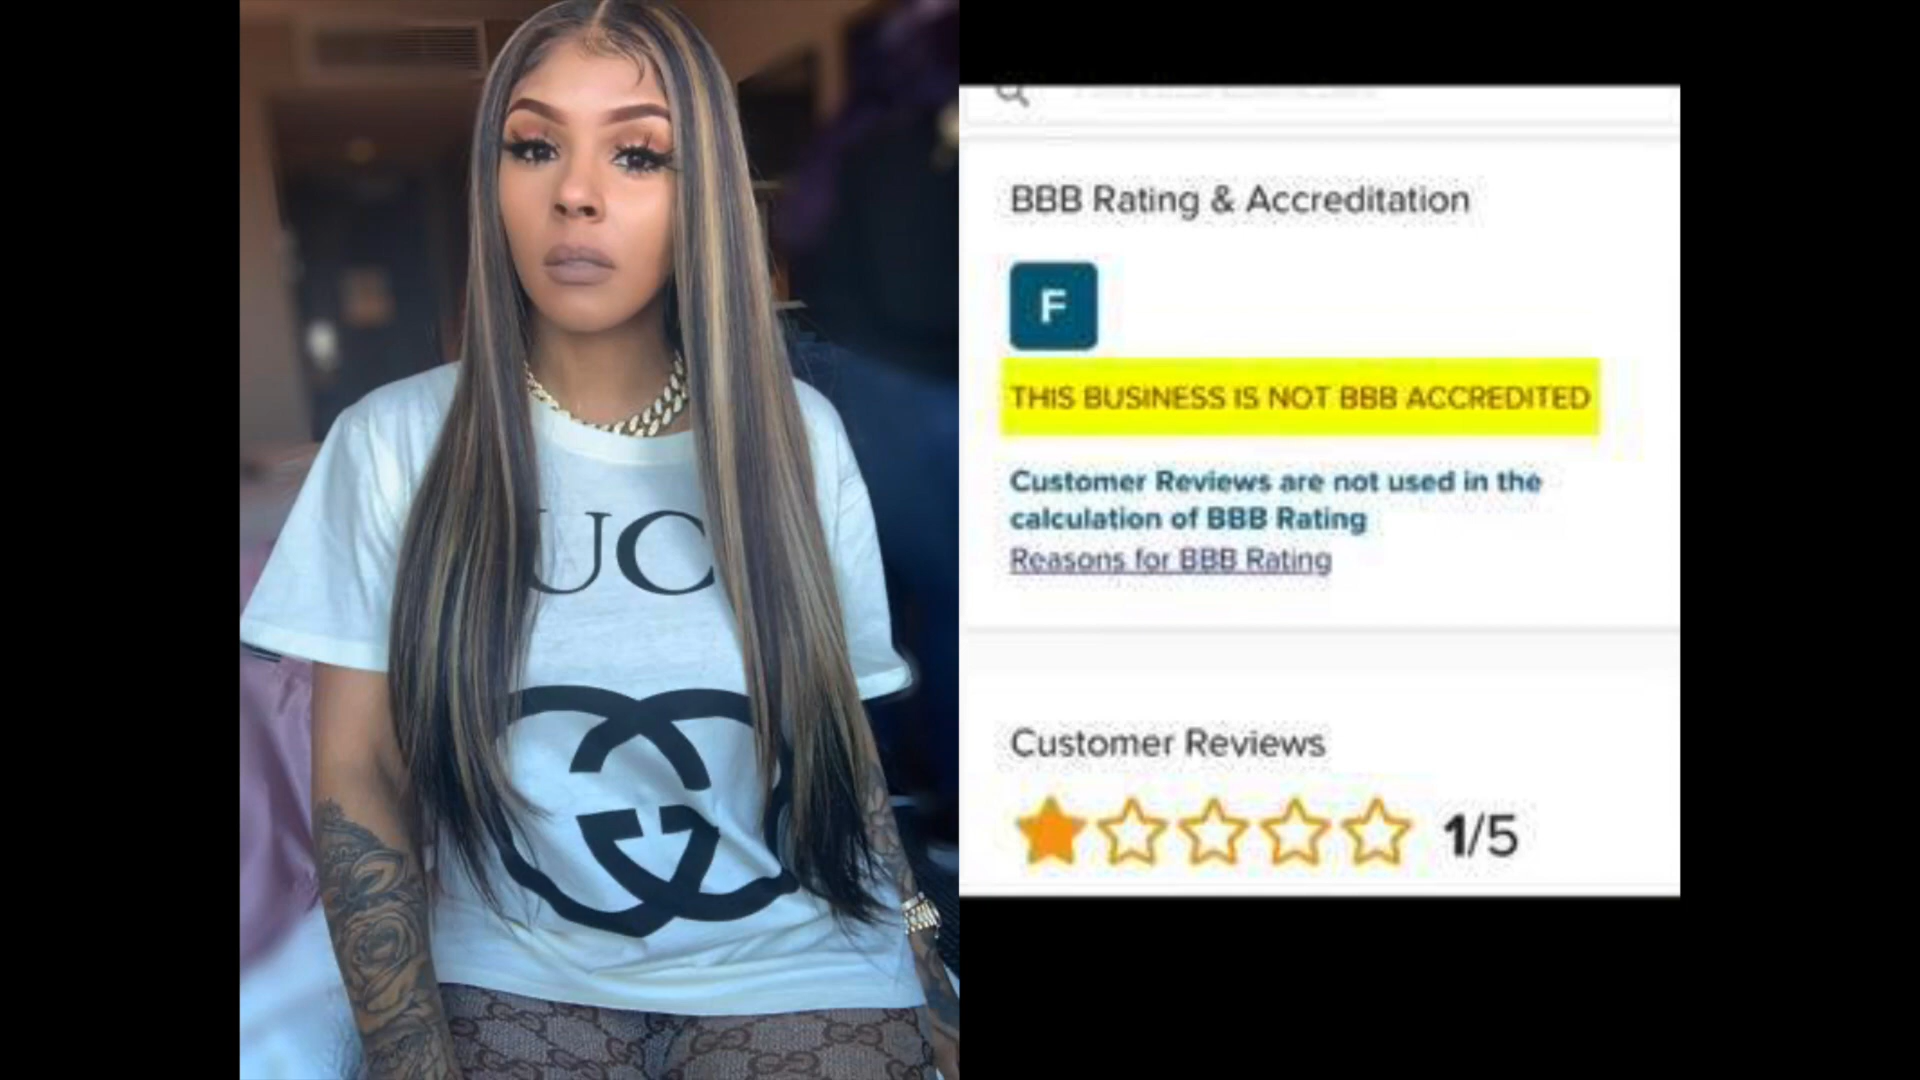 UC
BBB Rating & Accreditation
F
THIS BUSINESS IS NOT BBB ACCREDITED
Customer Reviews are not used in the
calculation of BBB Rating
Reasons for BBB Rating
Customer Reviews
1/5